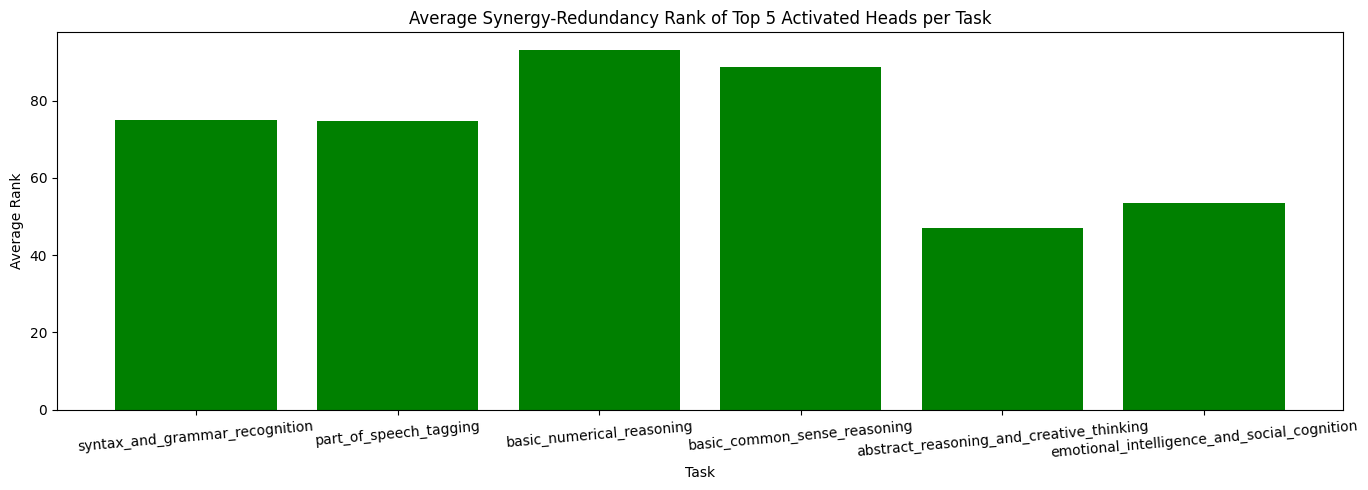 Average Synergy-Redundancy Rank of Top 5 Activated Heads per Task
Average Rank
80
60
40
20
0
syntax_and_grammar_recognition
part_of_speech_tagging
basic_numerical_reasoning
basic_common_sense_reasoning
abstract_reasoning_and_creative_thinking
emotional_intelligence_and_social_cognition
Task